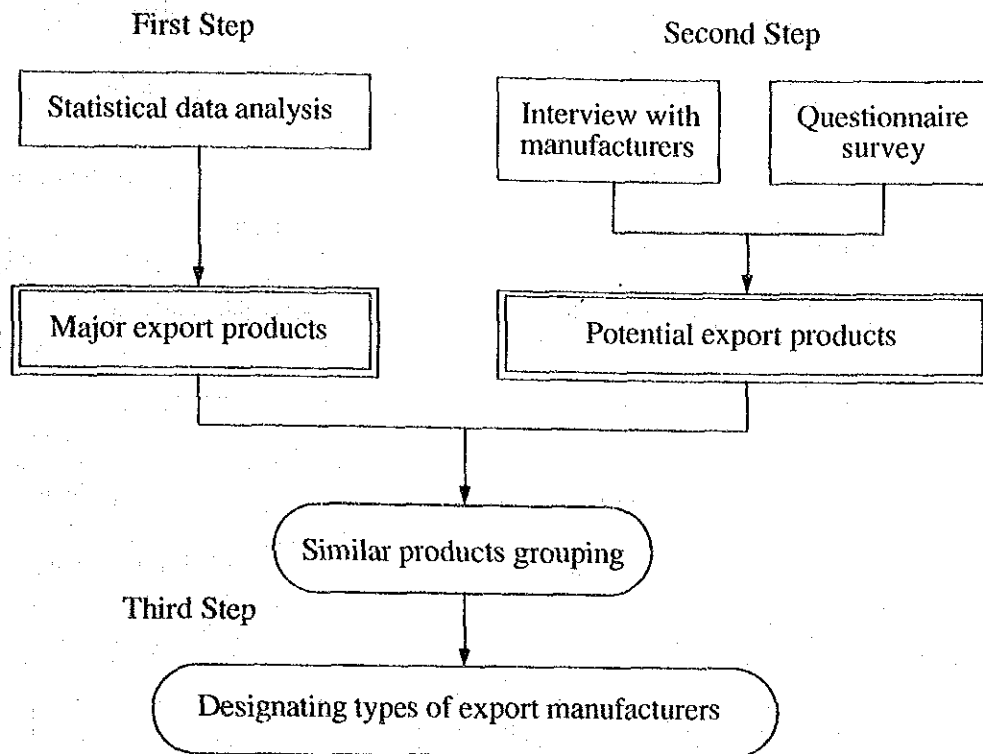 First Step
Second Step
Statistical data analysis
Interview with
manufacturers
Questionnaire
survey
Major export products
Potential export products
Similar products grouping
Third Step
Designating types of export manufacturers